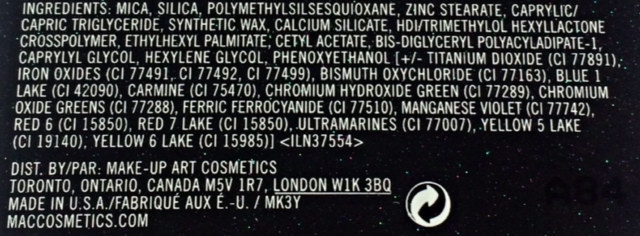 INGREDIENTS: MICA, SILICA, POLYMETHYLSILSESQUIOXANE, ZINC STEARATE, CAPRYLIC/
CAPRIC TRIGLYCERIDE, SYNTHETIC WAX, CALCIUM SILICATE, HDI/TRIMETHYLOL HEXYLLACTONE
CROSSPOLYMER, ETHYLHEXYL PALMITATE, CETYL ACETATE, BIS-DIGLYCERYL POLYACYLADIPATE-1,
CAPRYLYL GLYCOL, HEXYLENE GLYCOL, PHENOXYETHANOL [+/- TITANIUM DIOXIDE (CI 77891),
IRON OXIDES (CI 77491, CI 77492, CI 77499), BISMUTH OXYCHLORIDE (CI 77163), BLUE 1
LAKE (CI 42090), CARMINE (CI 75470), CHROMIUM HYDROXIDE GREEN (CI 77289), CHROMIUM
OXIDE GREENS (CI 77288), FERRIC FERROCYANIDE (CI 77510), MANGANESE VIOLET (CI 77742),
RED 6 (CI 15850), RED 7 LAKE (CI 15850), ULTRAMARINES (CI 77007), YELLOW 5 LAKE
(CI 19140), YELLOW 6 LAKE (CI 15985)] <ILN37554>
DIST. BY/PAR: MAKE-UP ART COSMETICS
TORONTO, ONTARIO, CANADA M5V 1R7, LONDON W1K 3BQ
MADE IN U.S.A./FABRIQUÉ AUX É.-U. / MK3Y
MACCOSMETICS.COM
A84